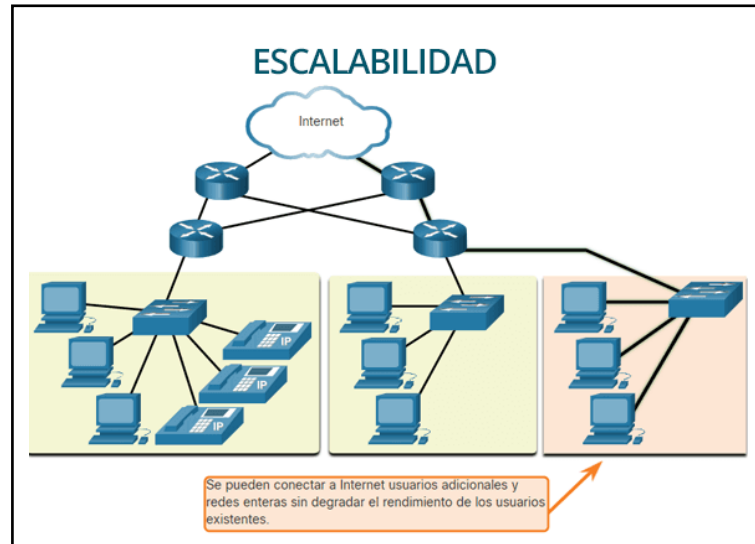 ESCALABILIDAD
Internet
IP
IP
IP
Se pueden conectar a Internet usuarios adicionales y
redes enteras sin degradar el rendimiento de los usuarios
existentes.